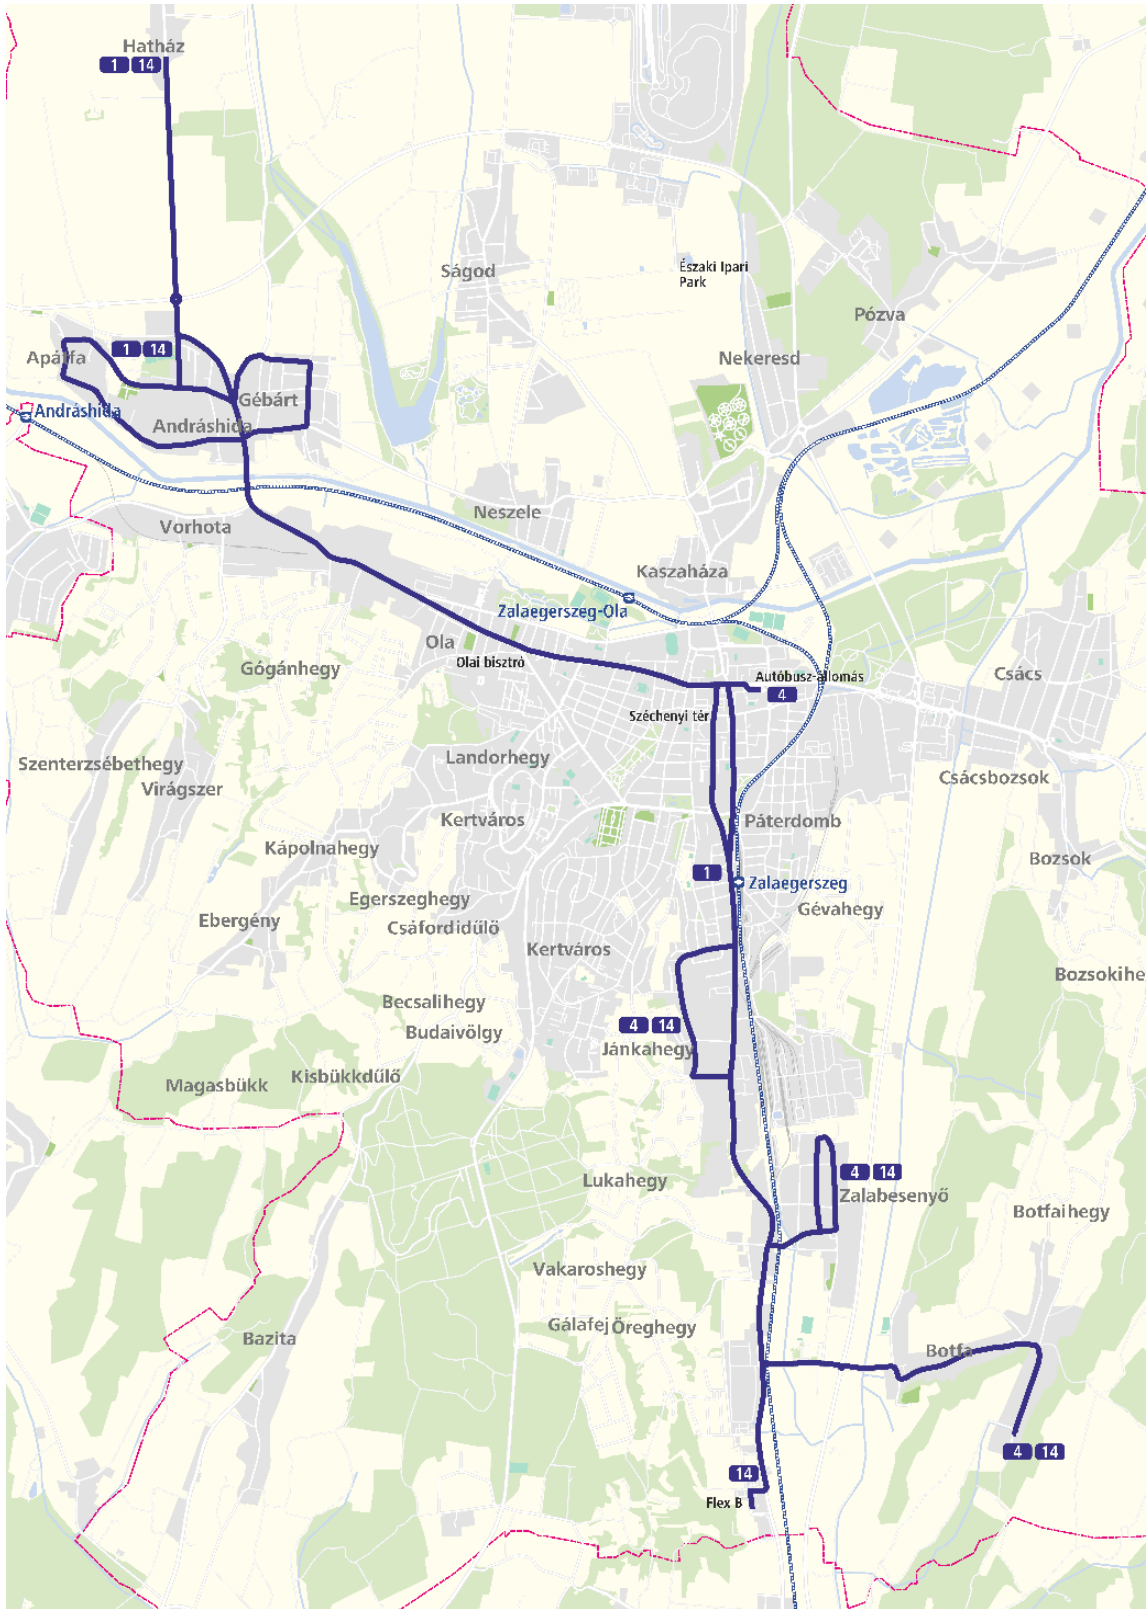 Hatház
1 14
Ságod
Északi Ipari
Park
Pózva
Apátfa
1 14
Nekeresd
Gébárt
Andráshida
Andráshida
Vorhota
Neszele
Kaszaháza
Zalaegerszeg-Ola
Ola
Olai bisztró
Gógánhegy
Autóbusz-állomás
4
Csács
Széchenyi tér
Landorhegy
Szenterzsébethegy
Virágszer
Csácsbozsok
Kertváros
Páterdomb
Kápolnahegy
Bozsok
1
Zalaegerszeg
Egerszeghegy
Gévahegy
Ebergény
Csáfordidűlő
Kertváros
Bozsokihe
Becsalihegy
4 14
Budaivölgy
Jánkahegy
Kisbükkdűlő
Magasbükk
4 14
Lukahegy
Zalabesenyő
Botfaihegy
Vakaroshegy
Gálafej
Öreghegy
Bazita
Botfa
4 14
14
Flex B